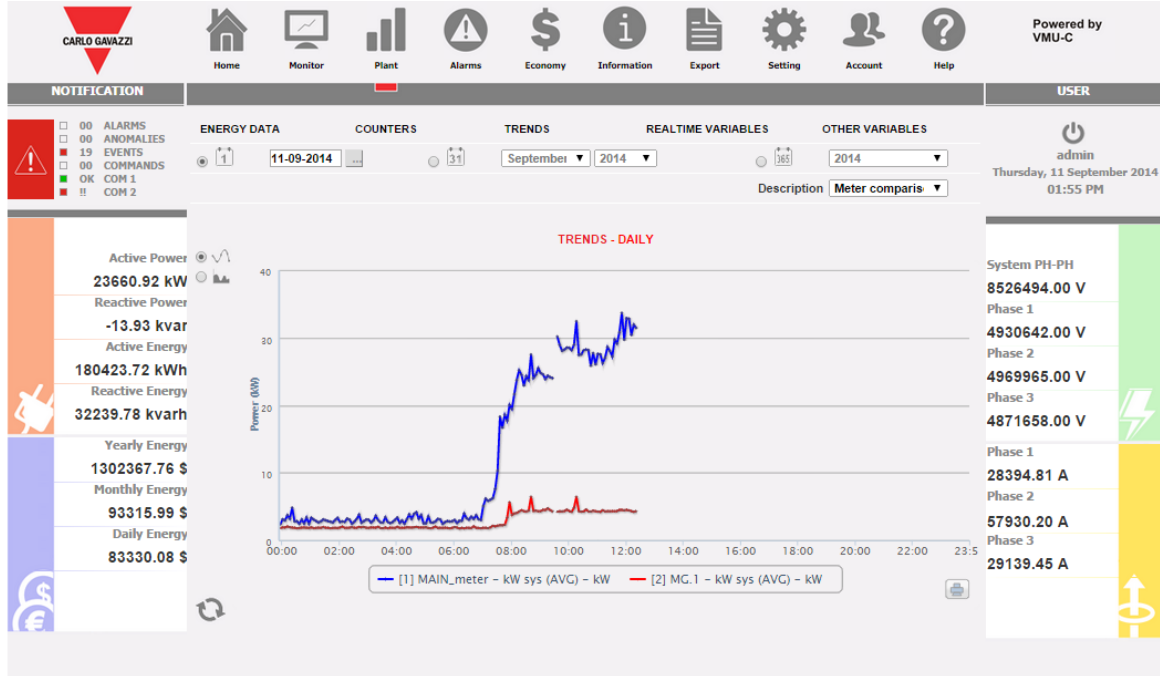 CARLO GAVAZZI
Home
Monitor
Plant
Alarms
Economy
Information
Export
Setting
Account
Help
Powered by
VMU-C
NOTIFICATION
USER
00 ALARMS
00 ANOMALIES
19 EVENTS
00 COMMANDS
OK COM 1
!! COM 2
ENERGY DATA
COUNTERS
TRENDS
REALTIME VARIABLES
OTHER VARIABLES
1
11-09-2014
...
31
September
2014
365
2014
Description
Meter comparis
admin
Thursday, 11 September 2014
01:55 PM
Active Power
23660.92 kW
Reactive Power
-13.93 kvar
Active Energy
180423.72 kWh
Reactive Energy
32239.78 kvarh
Yearly Energy
1302367.76 $
Monthly Energy
93315.99 $
Daily Energy
83330.08 $
$
€
TRENDS - DAILY
Power (kW)
40
30
20
10
0
00:00
02:00
04:00
06:00
08:00
10:00
12:00
14:00
16:00
18:00
20:00
22:00
23:5
[1] MAIN_meter – kW sys (AVG) – kW
[2] MG.1 – kW sys (AVG) – kW
System PH-PH
8526494.00 V
Phase 1
4930642.00 V
Phase 2
4969965.00 V
Phase 3
4871658.00 V
Phase 1
28394.81 A
Phase 2
57930.20 A
Phase 3
29139.45 A